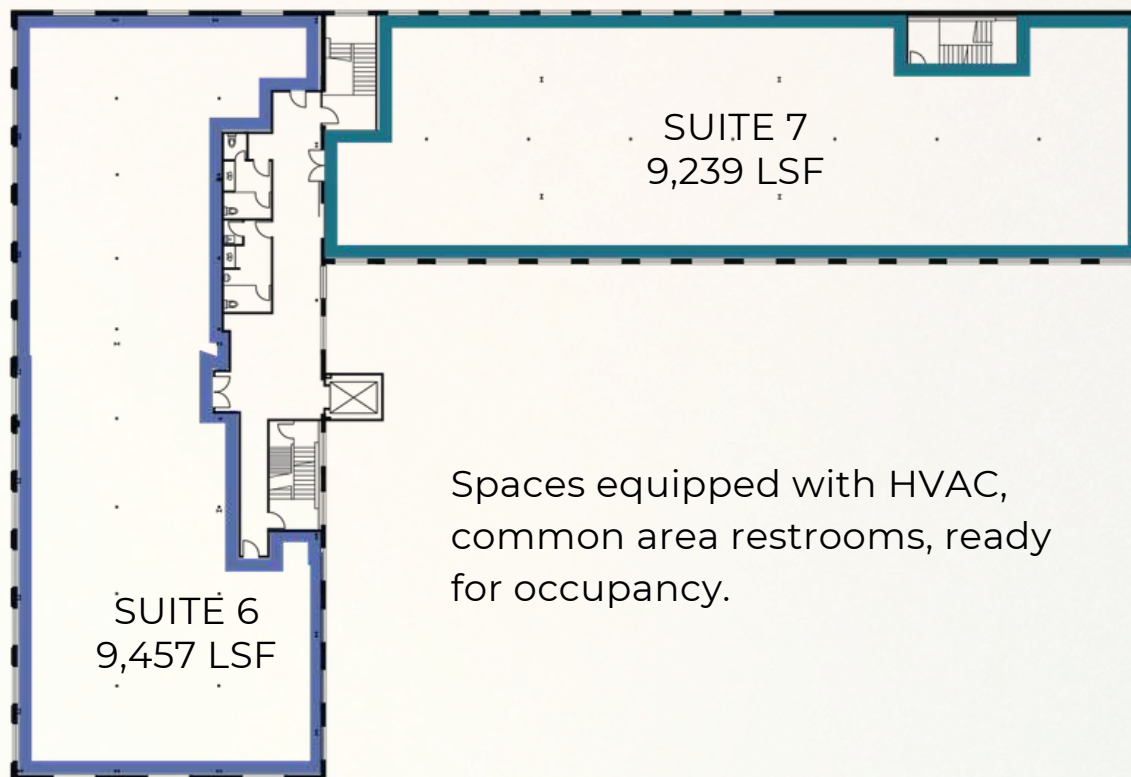 SUITE 7
9,239 LSF
Spaces equipped with HVAC,
common area restrooms, ready
for occupancy.
SUITE 6
9,457 LSF